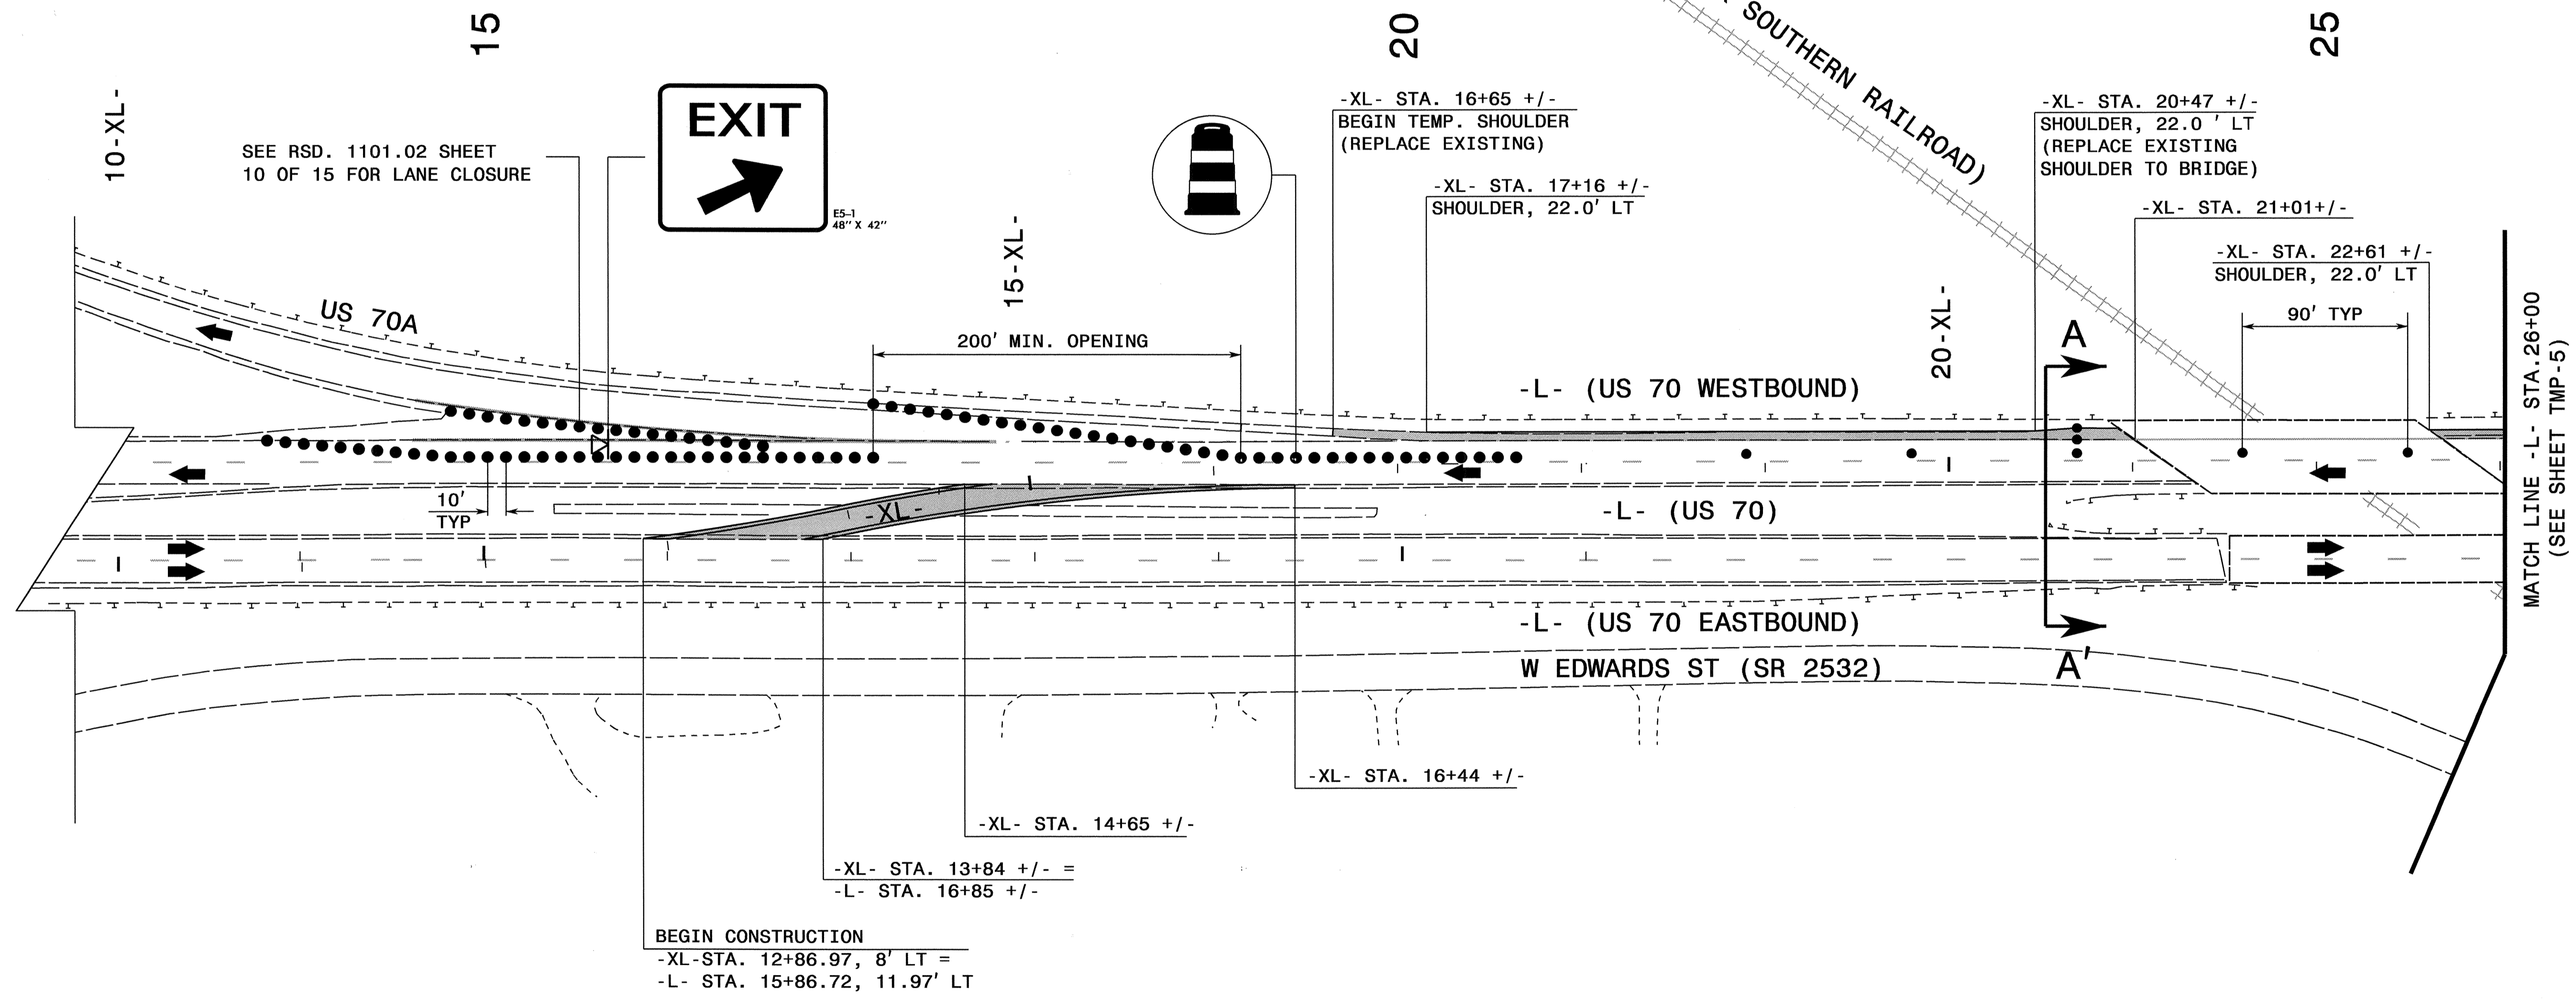 15
20
25
10-XL-
SEE RSD. 1101.02 SHEET
10 OF 15 FOR LANE CLOSURE
EXIT
E5-1
48" X 42"
15-XL-
-XL- STA. 16+65 +/-
BEGIN TEMP. SHOULDER
(REPLACE EXISTING)
-XL- STA. 17+16 +/-
SHOULDER, 22.0' LT
SOUTHERN RAILROAD)
20-XL-
-XL- STA. 20+47 +/-
SHOULDER, 22.0 ' LT
(REPLACE EXISTING
SHOULDER TO BRIDGE)
-XL- STA. 21+01+/-
-XL- STA. 22+61 +/-
SHOULDER, 22.0' LT
90' TYP
MATCH LINE -L- STA.26+00
(SEE SHEET TMP-5)
US 70A
200' MIN. OPENING
A
-L- (US 70 WESTBOUND)
10'
TYP
-XL-
-L- (US 70)
-L- (US 70 EASTBOUND)
W EDWARDS ST (SR 2532)
A'
-XL- STA. 16+44 +/-
-XL- STA. 14+65 +/-
-XL- STA. 13+84 +/- =
-L- STA. 16+85 +/-
BEGIN CONSTRUCTION
-XL-STA. 12+86.97, 8' LT =
-L- STA. 15+86.72, 11.97' LT